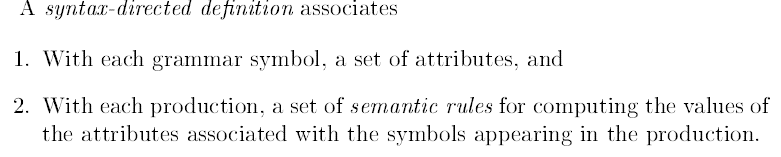 A syntax-directed definition associates
1. With each grammar symbol, a set of attributes, and
2. With each production, a set of semantic rules for computing the values of
the attributes associated with the symbols appearing in the production.